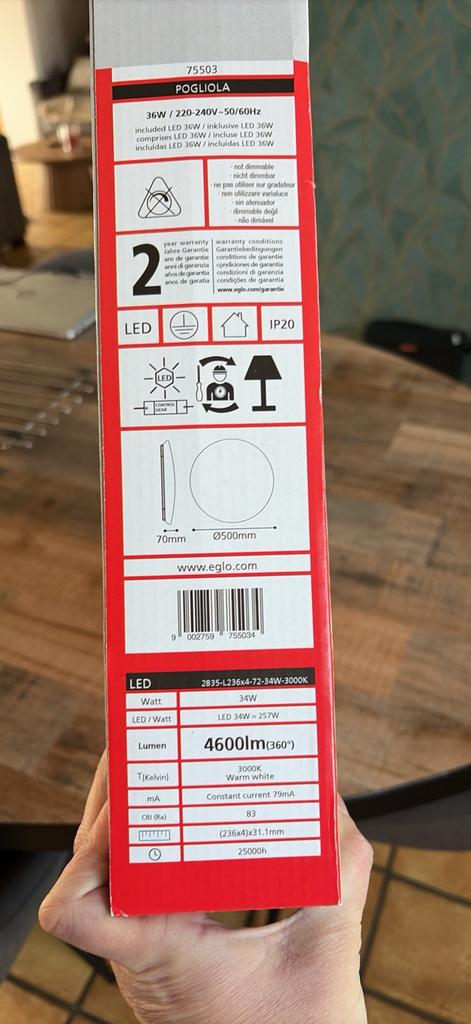 75503
POGLIOLA
36W / 220-240V~50/60Hz
included LED 36W / inklusive LED 36W
comprises LED 36W / incluse LED 36W
incluídas LED 36W / incluídas LED 36W
· not dimmable
· nicht dimmbar
· ne pas utiliser sur gradateur
· non utilizzare varialuce
· sin atenuador
· dimmable değil
· não dimável
2
year warranty
Jahre Garantie
ans de garantie
anni di garanzia
años de garantía
anos de garatia
warranty conditions
Garantiebedingungen
conditions de garantie
condiciones de garantía
condizioni di garanzia
condições de garantia
www.eglo.com/garantie
LED
IP20
LED
CONTROL
GEAR
70mm
Ø500mm
www.eglo.com
9 002759 755034
LED 2835-L236x4-72-34W-3000K
Watt 34W
LED / Watt LED 34W ≈ 257W
Lumen 4600lm(360°)
T[Kelvin] 3000K
Warm white
mA Constant current 79mA
CRI (Ra) 83
(236x4)x31.1mm
25000h